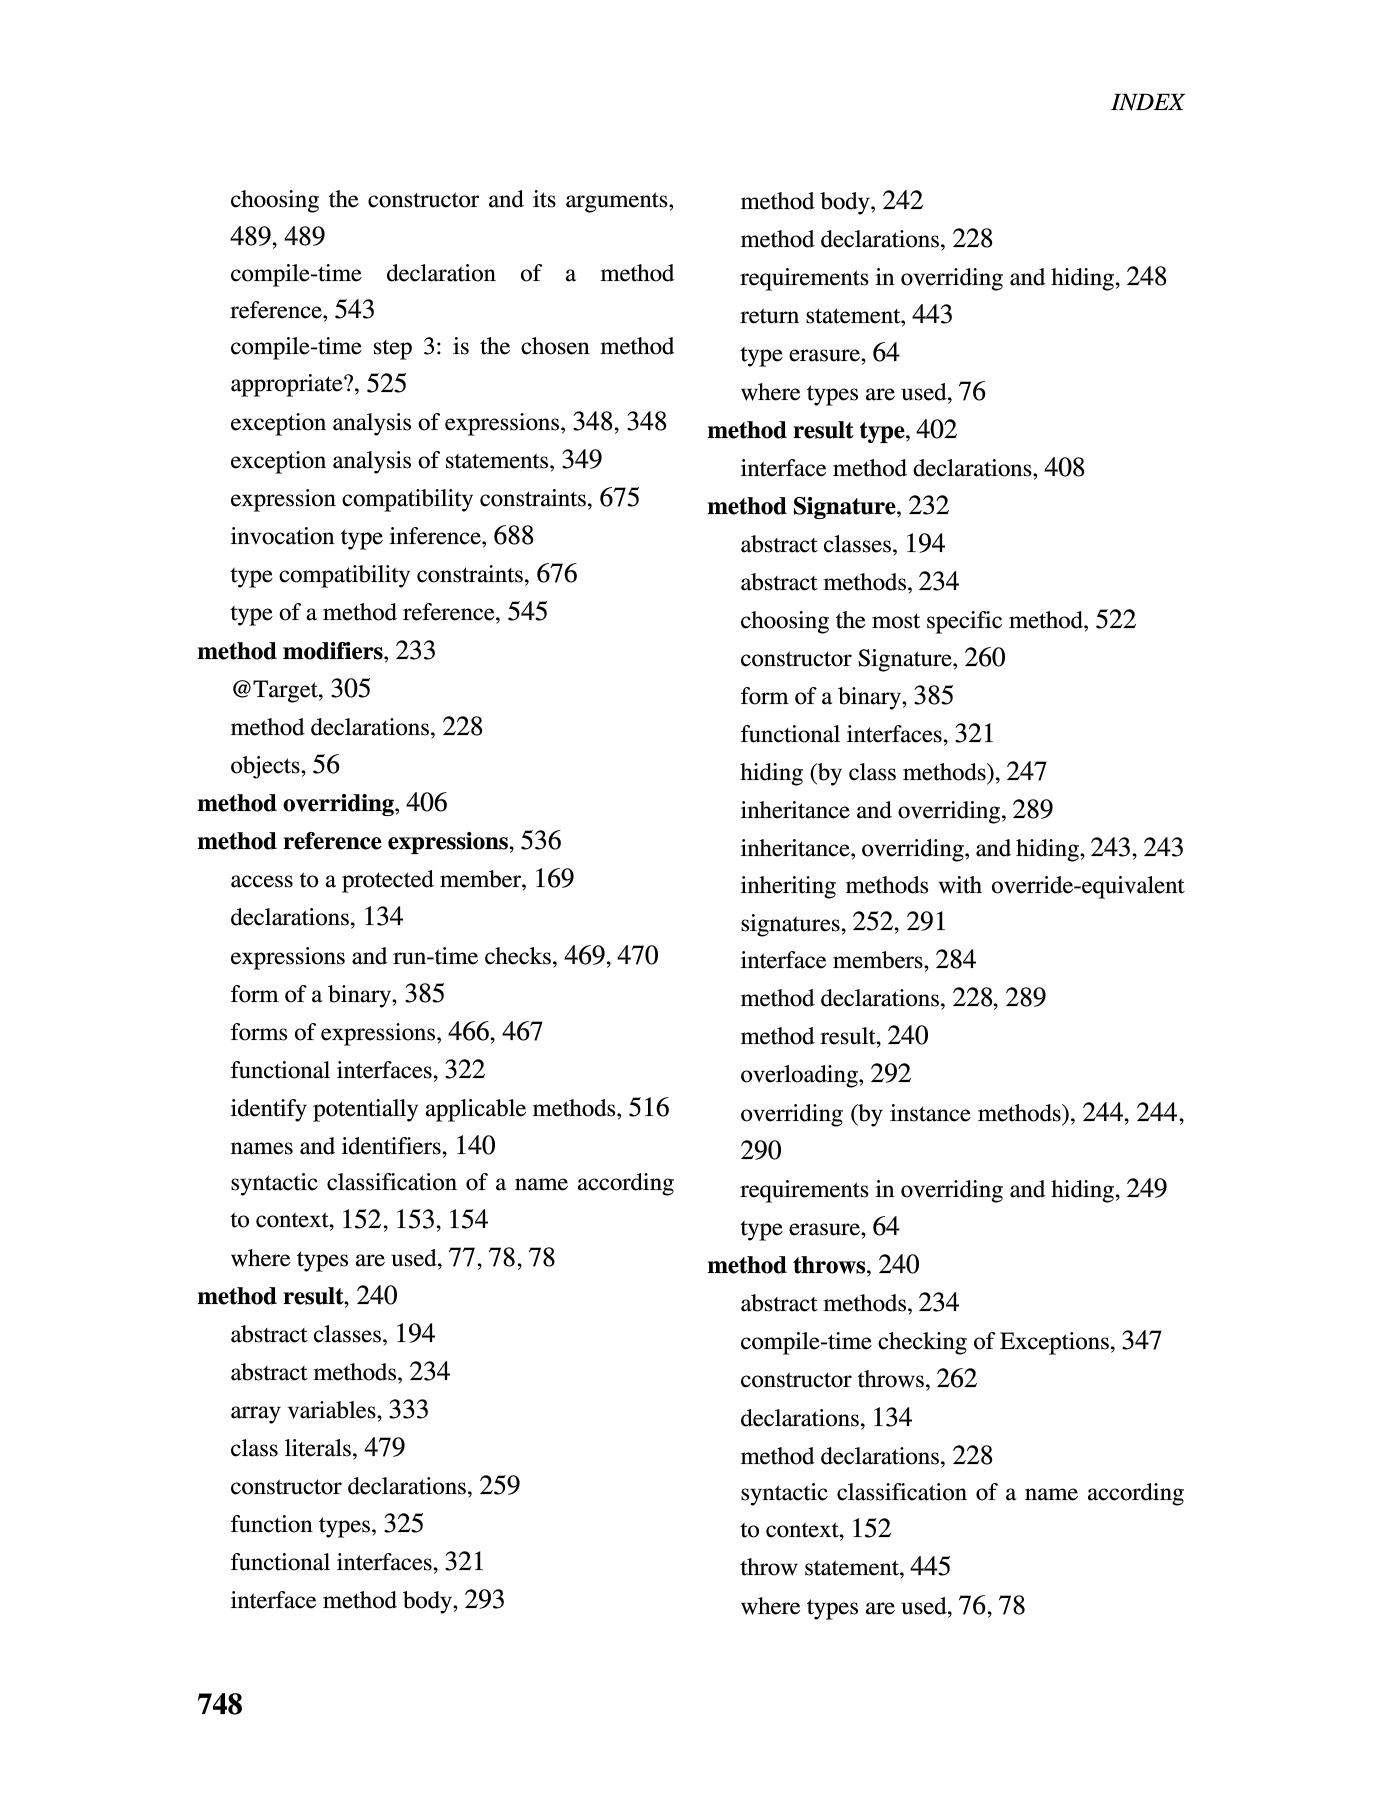 INDEX
choosing the constructor and its arguments,
489, 489
compile-time declaration of a method
reference, 543
compile-time step 3: is the chosen method
appropriate?, 525
exception analysis of expressions, 348, 348
exception analysis of statements, 349
expression compatibility constraints, 675
invocation type inference, 688
type compatibility constraints, 676
type of a method reference, 545
method modifiers, 233
@Target, 305
method declarations, 228
objects, 56
method overriding, 406
method reference expressions, 536
access to a protected member, 169
declarations, 134
expressions and run-time checks, 469, 470
form of a binary, 385
forms of expressions, 466, 467
functional interfaces, 322
identify potentially applicable methods, 516
names and identifiers, 140
syntactic classification of a name according
to context, 152, 153, 154
where types are used, 77, 78, 78
method result, 240
abstract classes, 194
abstract methods, 234
array variables, 333
class literals, 479
constructor declarations, 259
function types, 325
functional interfaces, 321
interface method body, 293
method body, 242
method declarations, 228
requirements in overriding and hiding, 248
return statement, 443
type erasure, 64
where types are used, 76
method result type, 402
interface method declarations, 408
method Signature, 232
abstract classes, 194
abstract methods, 234
choosing the most specific method, 522
constructor Signature, 260
form of a binary, 385
functional interfaces, 321
hiding (by class methods), 247
inheritance and overriding, 289
inheritance, overriding, and hiding, 243, 243
inheriting methods with override-equivalent
signatures, 252, 291
interface members, 284
method declarations, 228, 289
method result, 240
overloading, 292
overriding (by instance methods), 244, 244,
290
requirements in overriding and hiding, 249
type erasure, 64
method throws, 240
abstract methods, 234
compile-time checking of Exceptions, 347
constructor throws, 262
declarations, 134
method declarations, 228
syntactic classification of a name according
to context, 152
throw statement, 445
where types are used, 76, 78
748